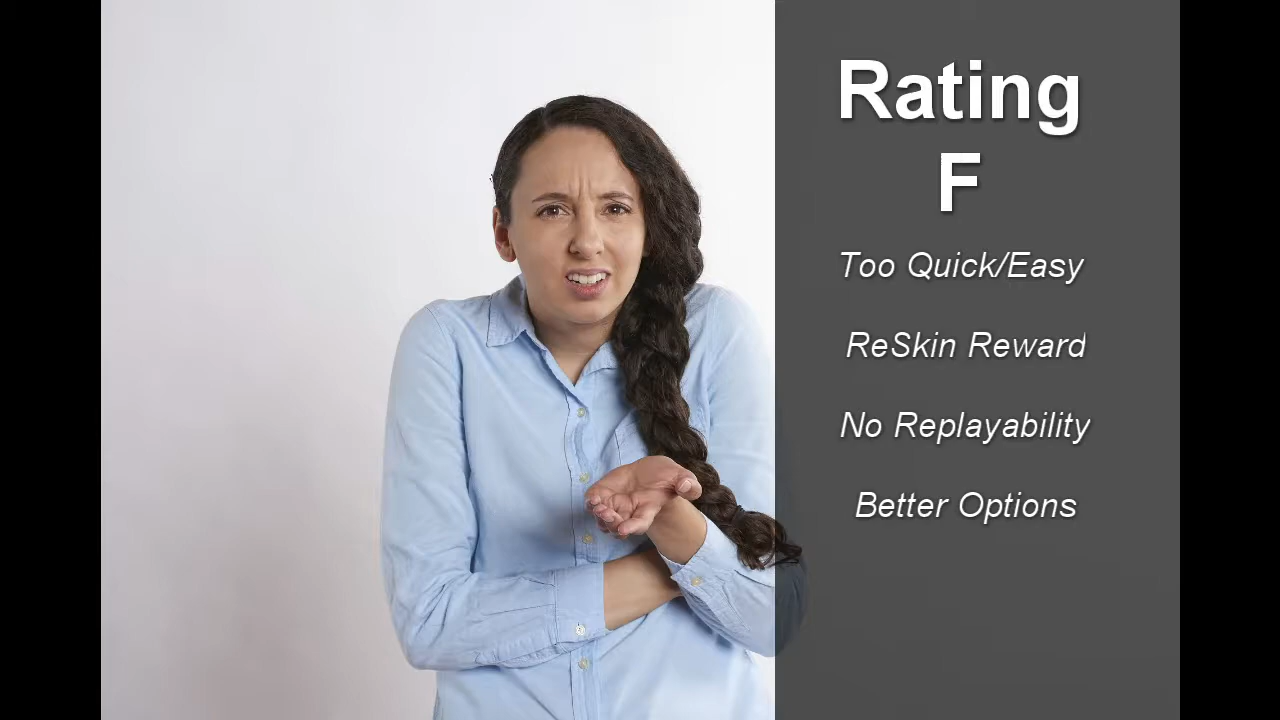 Rating
F
Too Quick/Easy
ReSkin Reward
No Replayability
Better Options